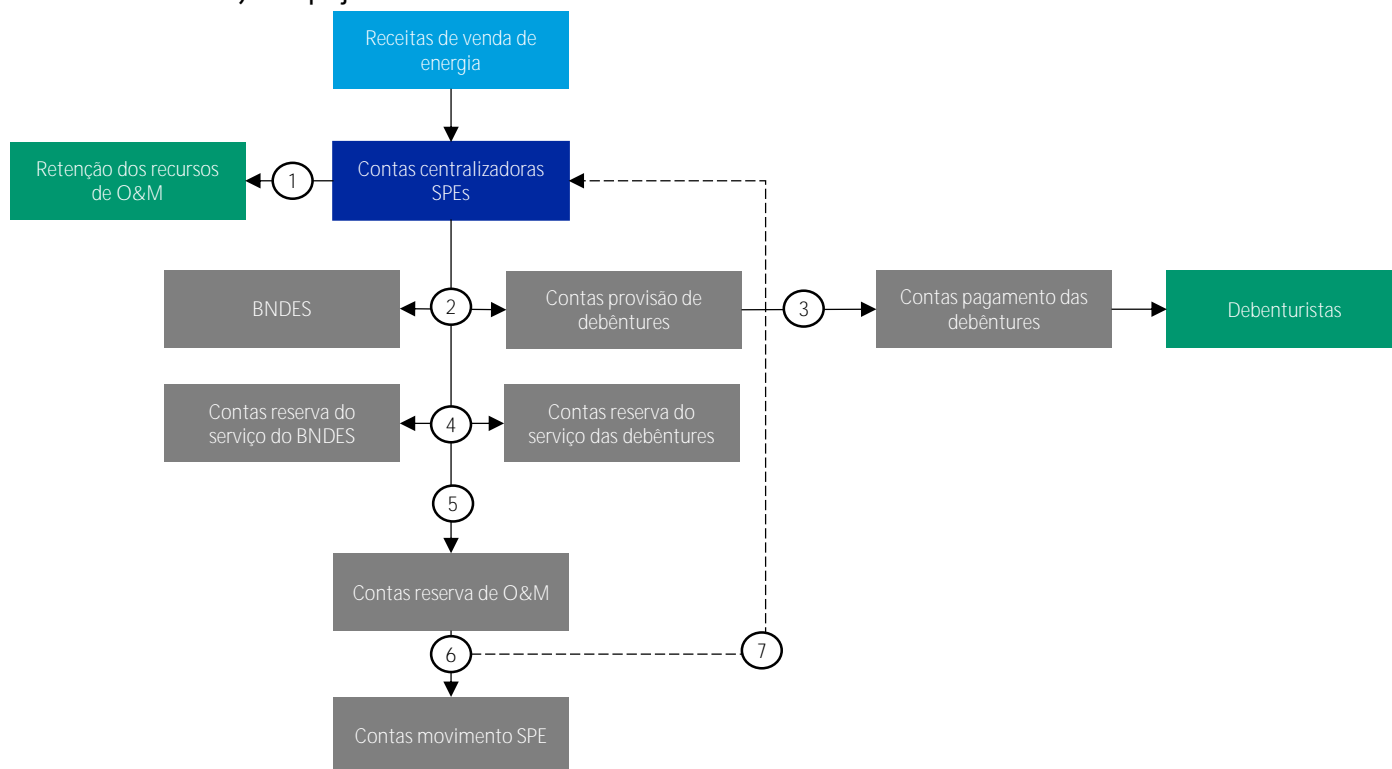 Receitas de venda de
energia
Retenção dos recursos
de O&M
1
Contas centralizadoras
SPEs
BNDES
2
Contas provisão de
debêntures
3
Contas pagamento das
debêntures
Debenturistas
Contas reserva do
serviço do BNDES
4
Contas reserva do
serviço das debêntures
5
Contas reserva de O&M
6
7
Contas movimento SPE